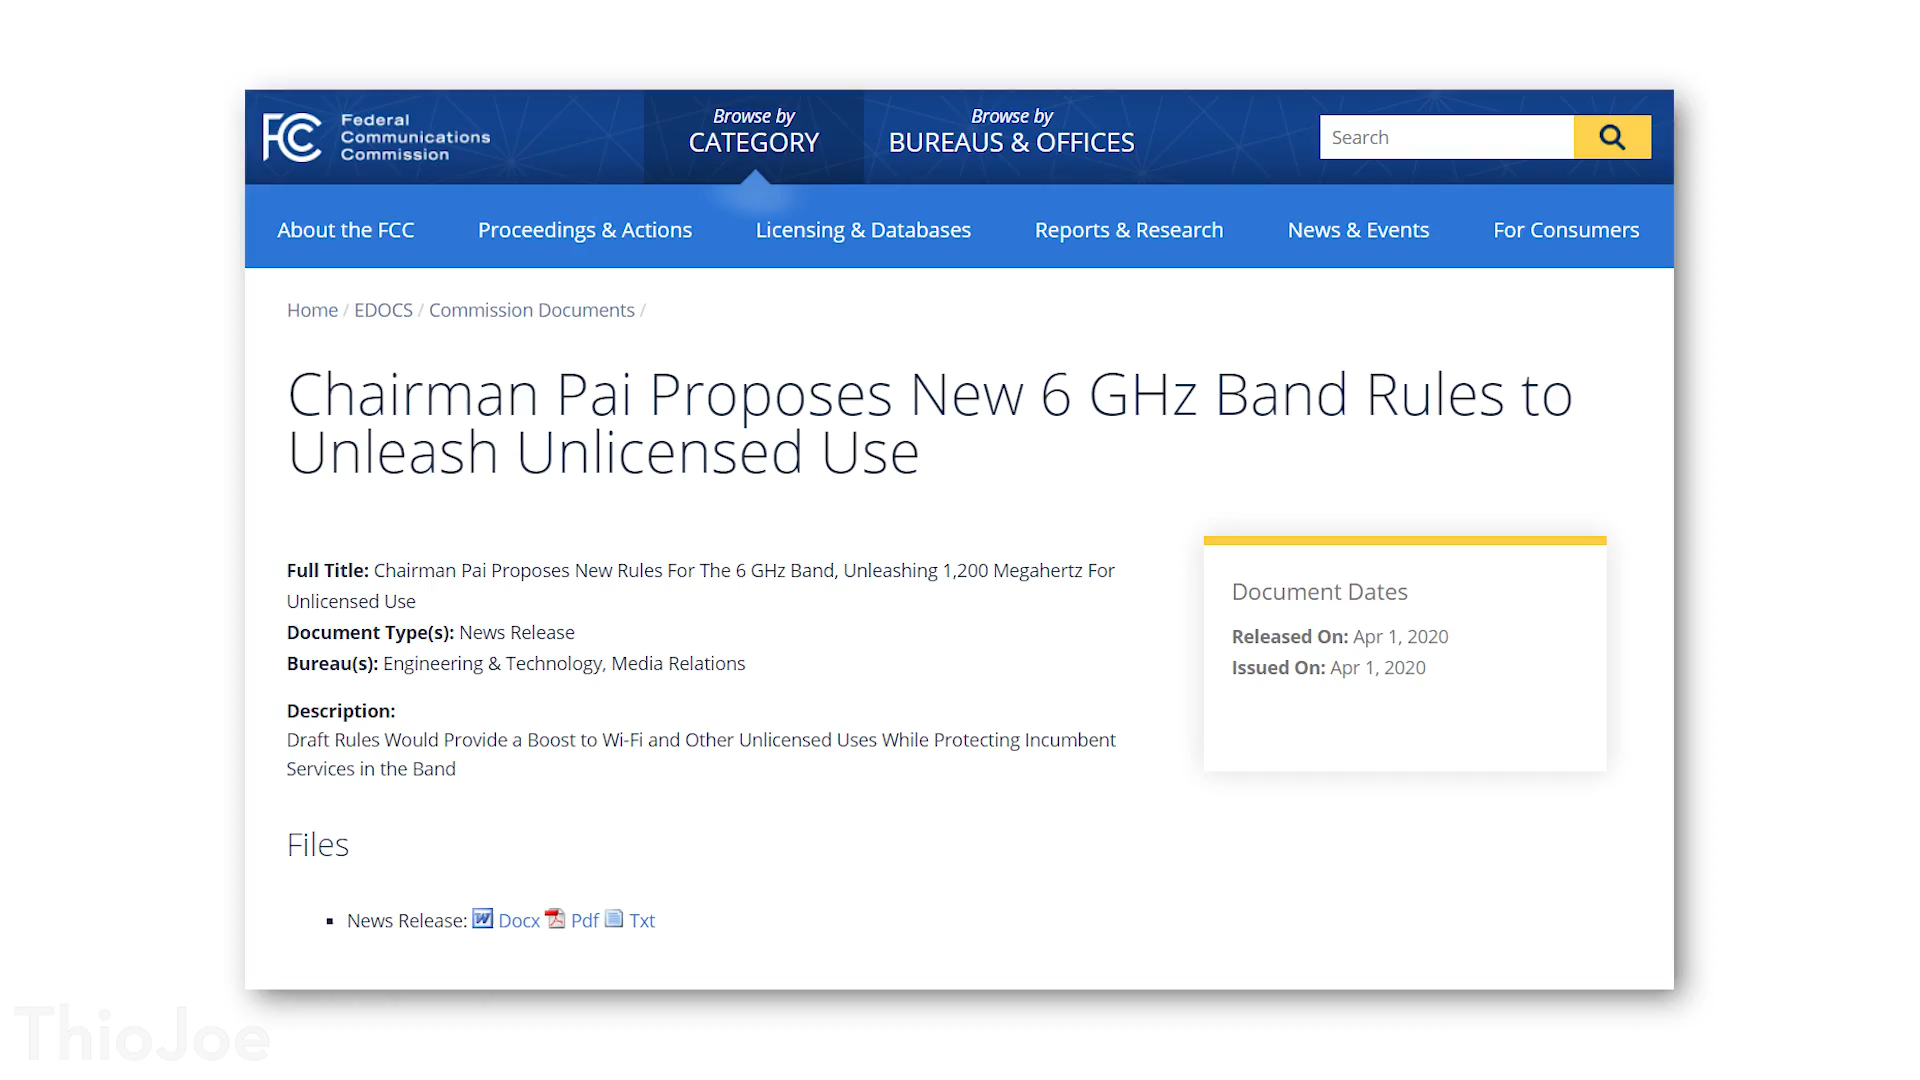 FCC Federal
Communications
Commission
Browse by
CATEGORY
Browse by
BUREAUS & OFFICES
Search
About the FCC Proceedings & Actions Licensing & Databases Reports & Research News & Events For Consumers
Home / EDOCS / Commission Documents /
Chairman Pai Proposes New 6 GHz Band Rules to
Unleash Unlicensed Use
Full Title: Chairman Pai Proposes New Rules For The 6 GHz Band, Unleashing 1,200 Megahertz For
Unlicensed Use
Document Type(s): News Release
Bureau(s): Engineering & Technology, Media Relations
Description:
Draft Rules Would Provide a Boost to Wi-Fi and Other Unlicensed Uses While Protecting Incumbent
Services in the Band
Document Dates
Released On: Apr 1, 2020
Issued On: Apr 1, 2020
Files
News Release: Docx Pdf Txt
ThioJoe